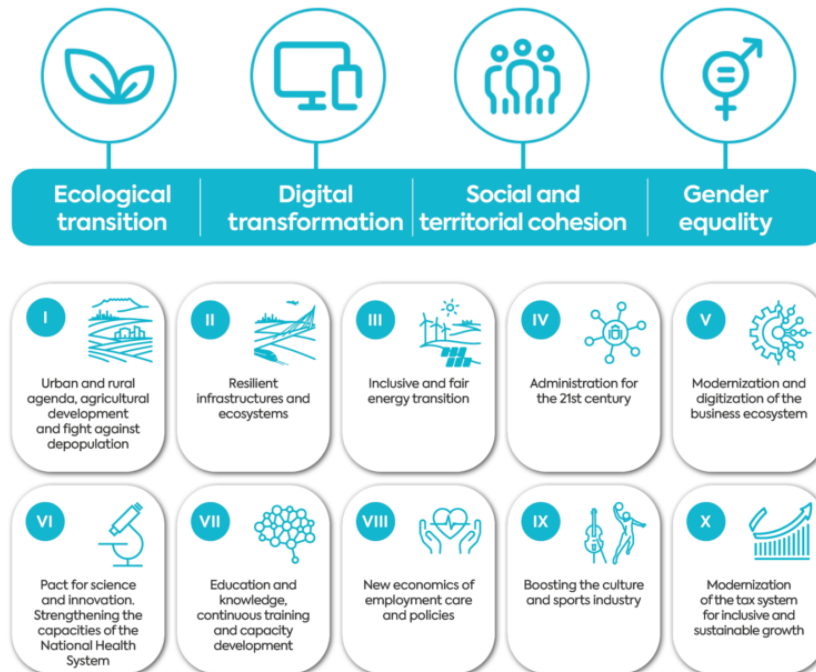 Ecological
transition
Digital
transformation
Social and
territorial cohesion
Gender
equality
I
Urban and rural
agenda, agricultural
development
and fight against
depopulation
II
Resilient
infrastructures and
ecosystems
III
Inclusive and fair
energy transition
IV
Administration for
the 21st century
V
Modernization and
digitization of the
business ecosystem
VI
Pact for science
and innovation.
Strengthening the
capacities of the
National Health
System
VII
Education and
knowledge,
continuous training
and capacity
development
VIII
New economics of
employment care
and policies
IX
Boosting the culture
and sports industry
X
Modernization
of the tax system
for inclusive and
sustainable growth